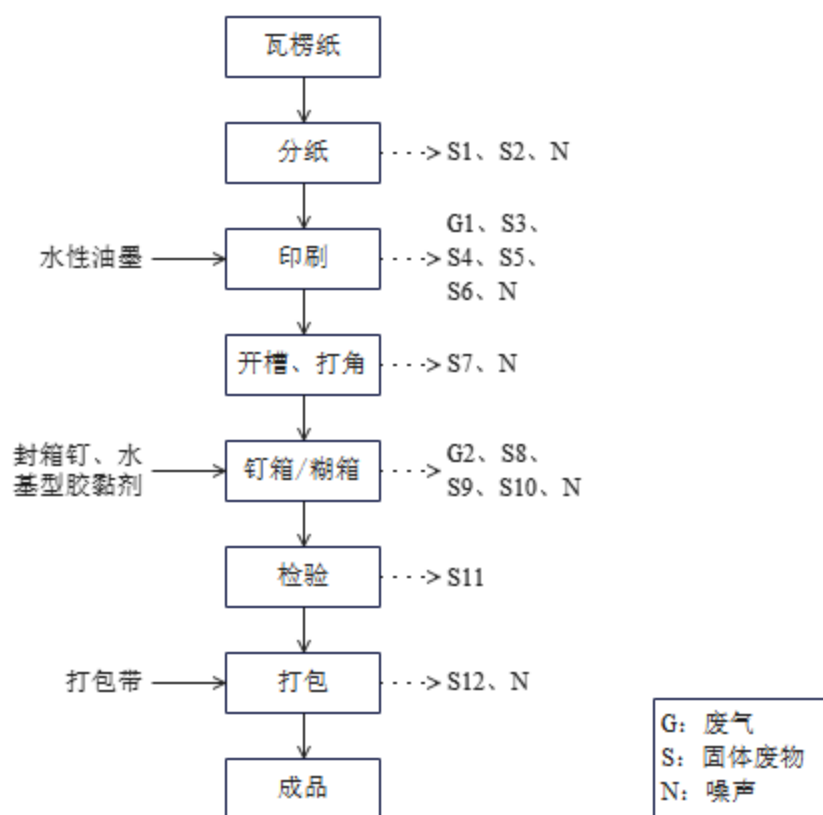 瓦楞纸
分纸
S1、S2、N
水性油墨
印刷
G1、S3、
S4、S5、
S6、N
开槽、打角
S7、N
封箱钉、水
基型胶黏剂
钉箱/糊箱
G2、S8、
S9、S10、N
检验
S11
打包带
打包
S12、N
成品
G：废气
S：固体废物
N：噪声